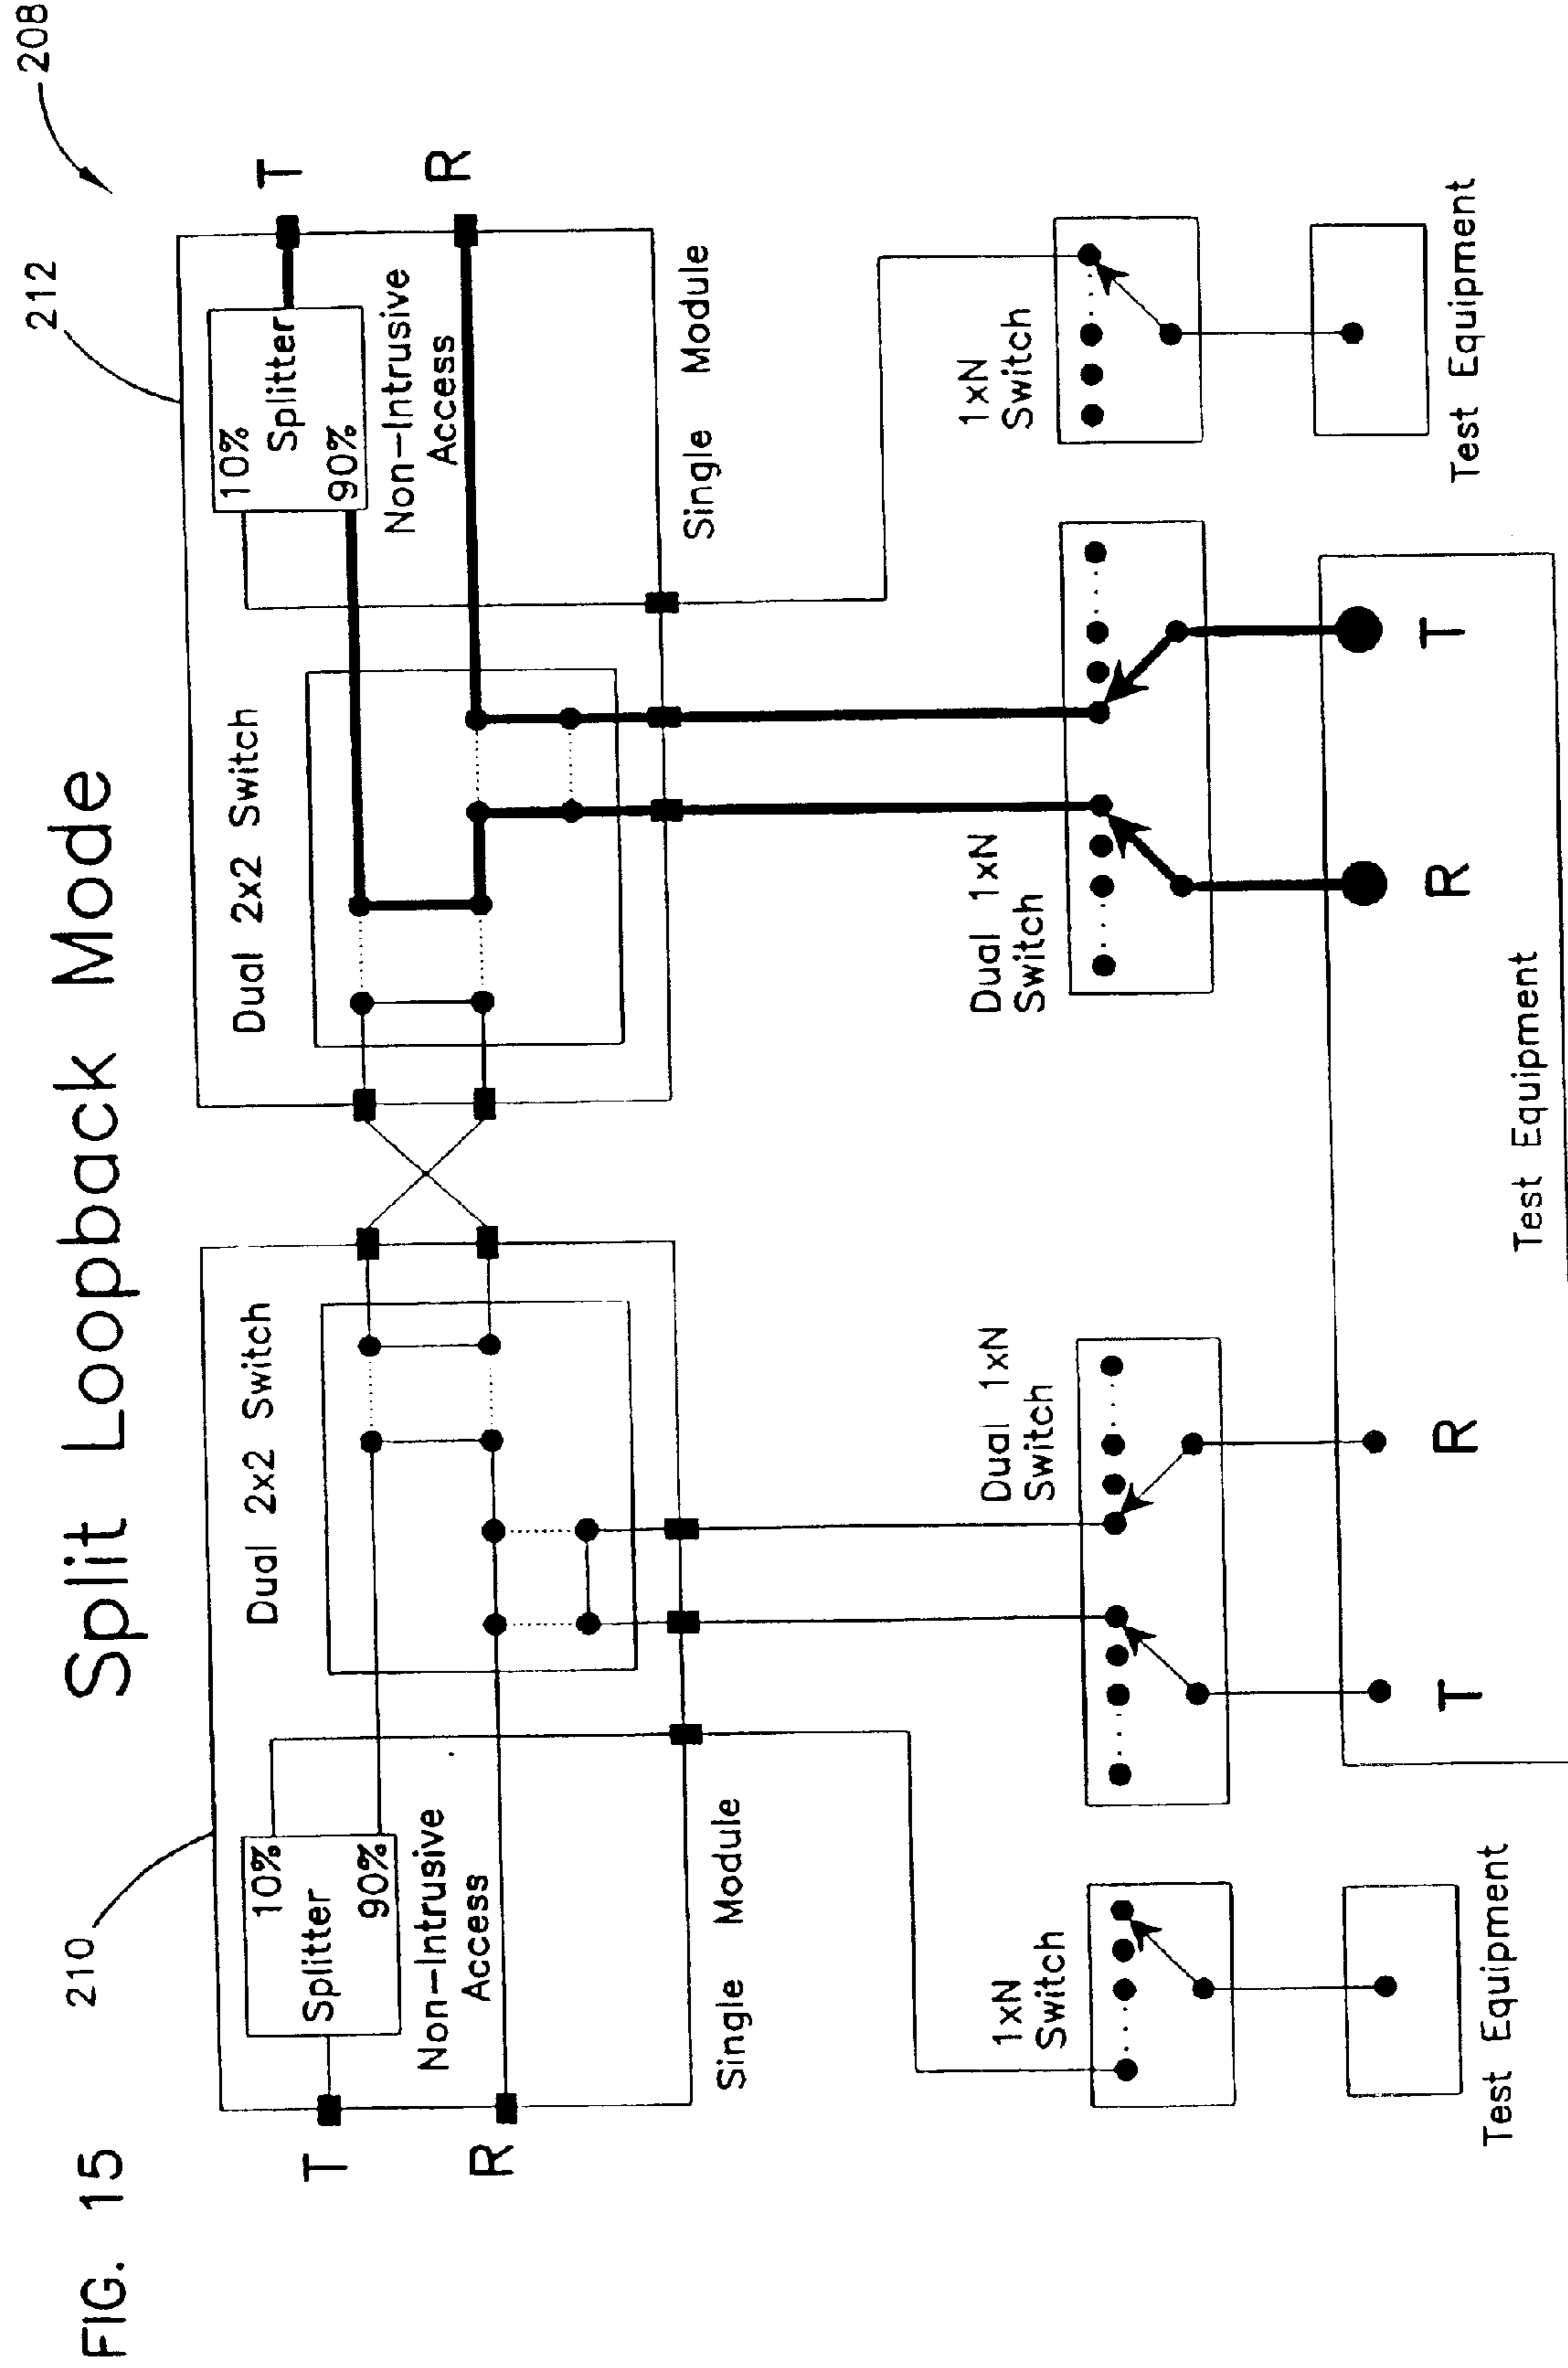 FIG. 15
Split Loopback Mode
208
210
212
T
R
10%
Splitter
90%
Non-Intrusive
Access
Dual 2x2 Switch
Single Module
Dual 2x2 Switch
10%
Splitter
90%
Non-Intrusive
Access
T
R
Single Module
1xN
Switch
Dual 1xN
Switch
Dual 1xN
Switch
1xN
Switch
T
R
R
T
Test Equipment
Test Equipment
Test Equipment